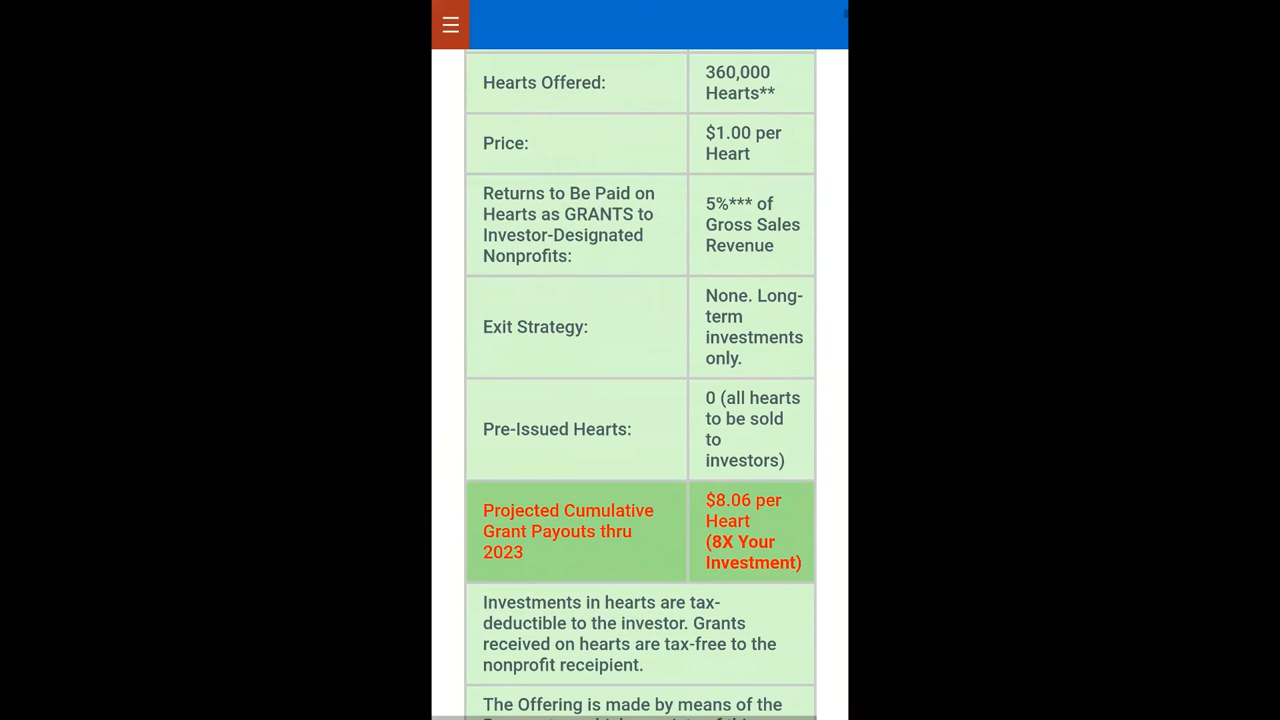 Hearts Offered:
360,000
Hearts**
Price:
$1.00 per
Heart
Returns to Be Paid on
Hearts as GRANTS to
Investor-Designated
Nonprofits:
5%*** of
Gross Sales
Revenue
Exit Strategy:
None. Long-
term
investments
only.
Pre-Issued Hearts:
0 (all hearts
to be sold
to
investors)
Projected Cumulative
Grant Payouts thru
2023
$8.06 per
Heart
(8X Your
Investment)
Investments in hearts are tax-
deductible to the investor. Grants
received on hearts are tax-free to the
nonprofit receipient.
The Offering is made by means of the